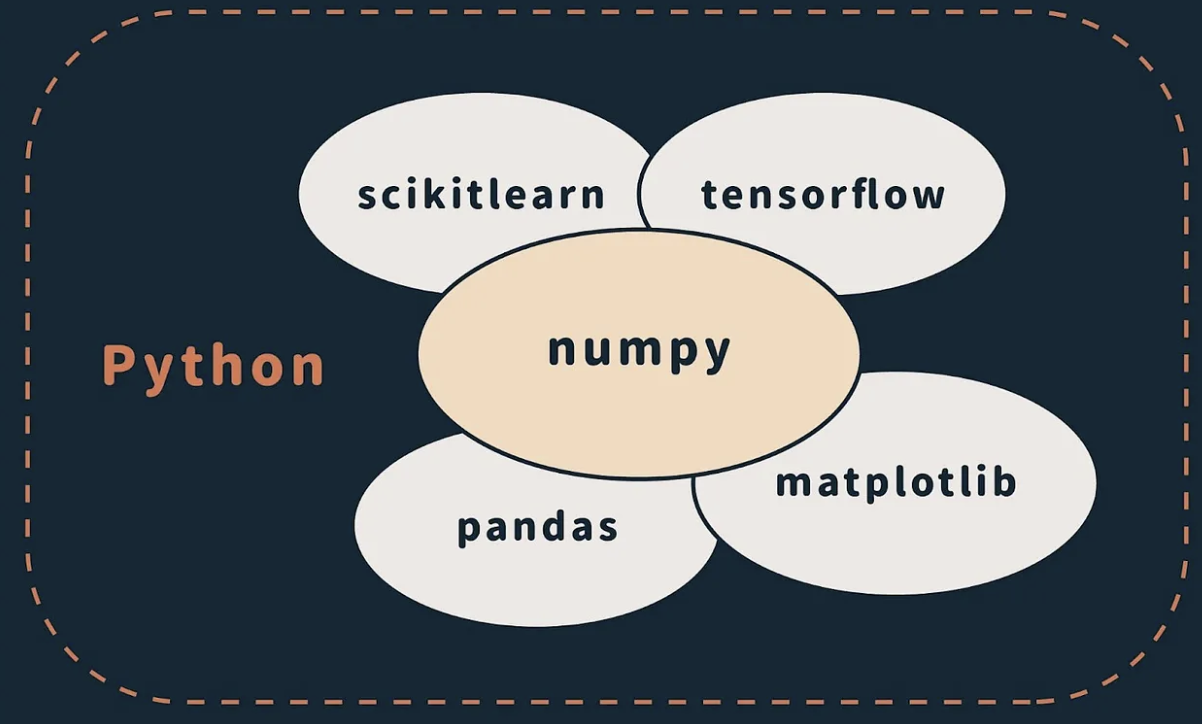 scikitlearn
tensorflow
Python
numpy
matplotlib
pandas